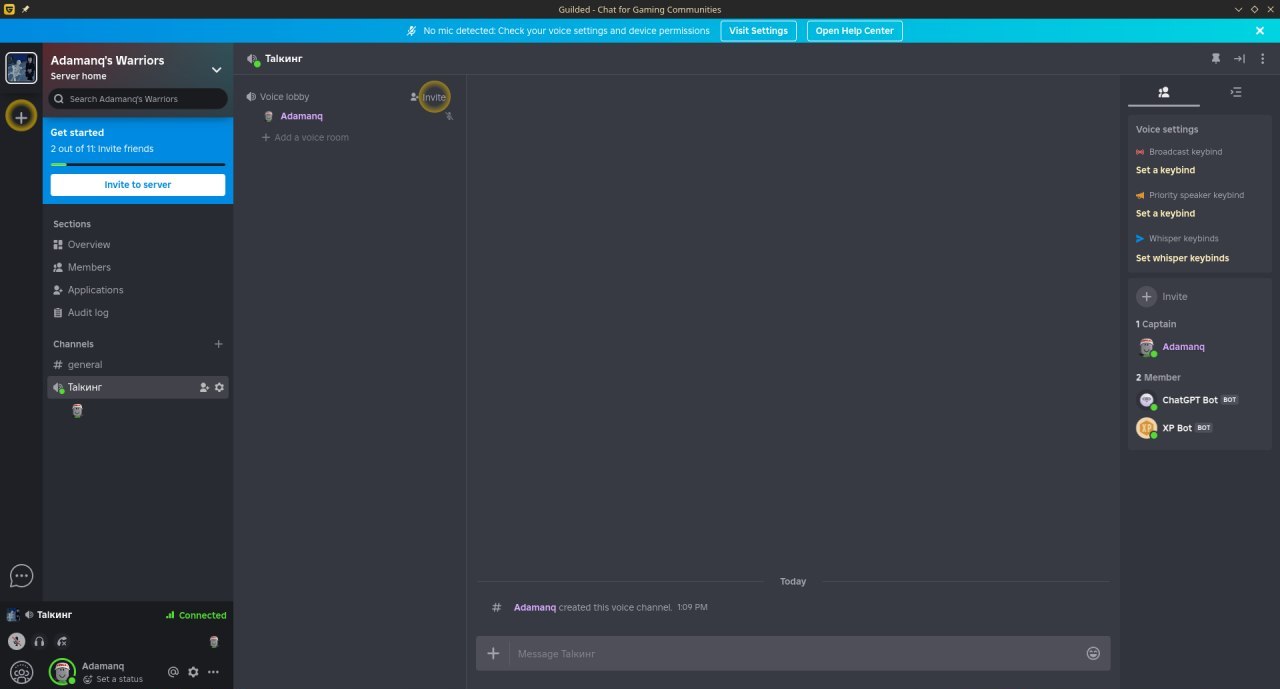 Guilded - Chat for Gaming Communities
No mic detected: Check your voice settings and device permissions
Visit Settings
Open Help Center
Adamanq's Warriors
Server home
Search Adamanq's Warriors
Get started
2 out of 11: Invite friends
Invite to server
Sections
Overview
Members
Applications
Audit log
Channels
# general
Talкинг
Talкинг
Connected
Adamanq
Set a status
Talкинг
Voice lobby
Invite
Adamanq
Add a voice room
Today
# Adamanq created this voice channel. 1:09 PM
Message Talкинг
Voice settings
Broadcast keybind
Set a keybind
Priority speaker keybind
Set a keybind
Whisper keybinds
Set whisper keybinds
Invite
1 Captain
Adamanq
2 Member
ChatGPT Bot BOT
XP Bot BOT